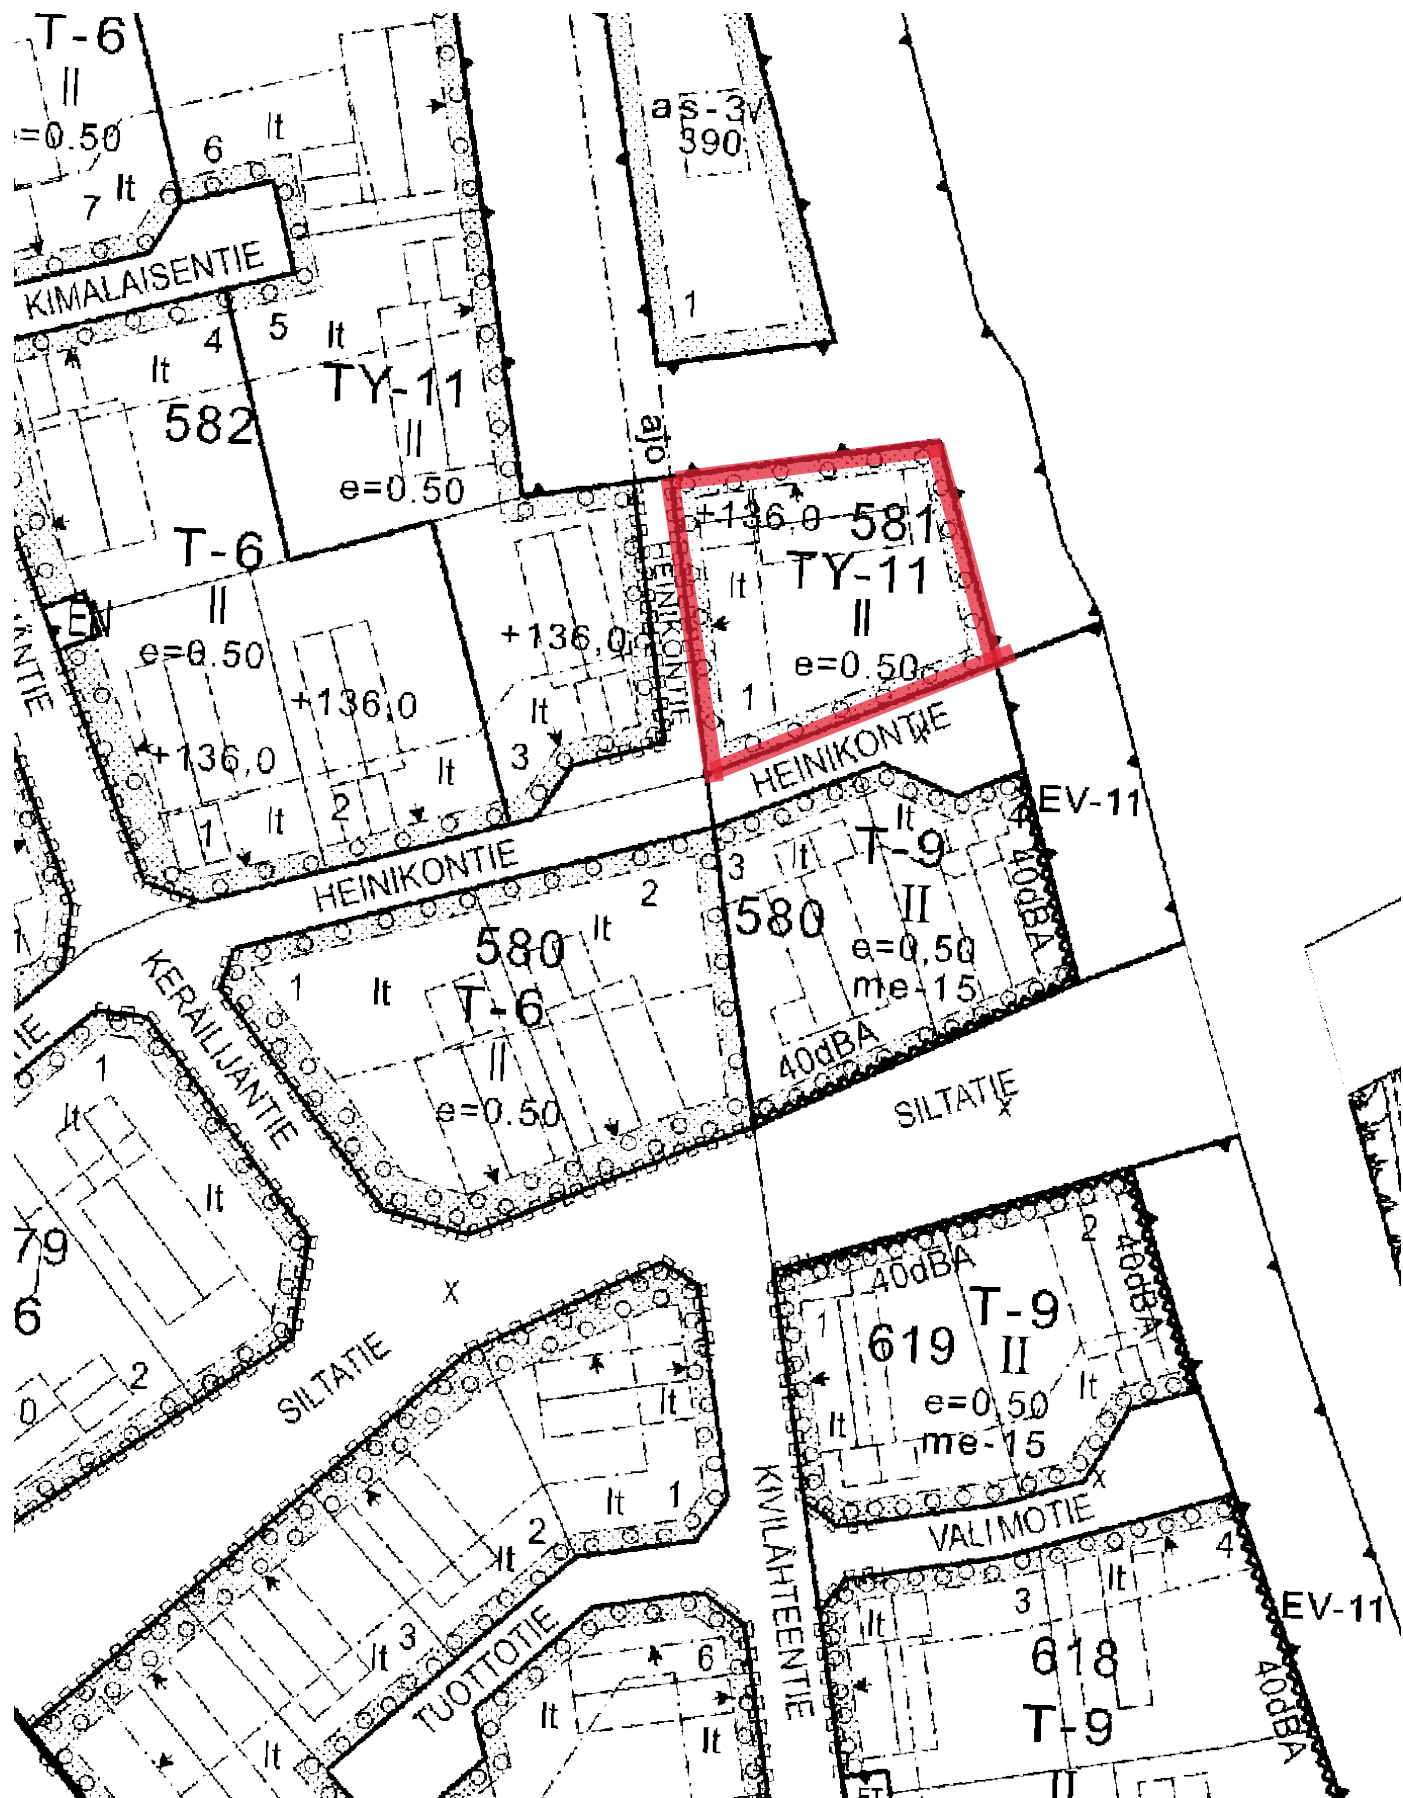 T-6
II
e=0.50
lt
6
7
lt
KIMALAISENTIE
4
5
lt
lt
582
TY-11
II
e=0.50
as-3v
390
1
ajo
T-6
II
e=0.50
EN
+136,0
+136,0
+136,0
lt
3
lt
2
lt
1
HEINIKONTIE
+136,0
581
TY-11
lt
II
e=0.50
1
HEINIKONTIE
HEINIKONTIE
EV-11
lt
4
T-9
lt
3
II
580
e=0,50
me-15
40dBA
40dBA
2
lt
580
1
lt
T-6
II
e=0.50
KERÄILIJÄNTIE
SILTATIE
x
1
lt
lt
79
6
2
0
x
SILTATIE
2
40dBA
40dBA
1
T-9
619
II
lt
e=0,50
me-15
lt
x
lt
lt
1
2
lt
KIVILÄHTEENTIE
VALIMOTIE
4
lt
3
lt
EV-11
618
T-9
II
40dBA
3
lt
TUOTTOTIE
6
lt
lt
lt
ET